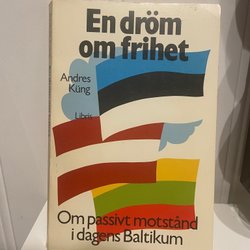 En dröm
om frihet
Andres
Küng
Libris
Om passivt motstånd
i dagens Baltikum